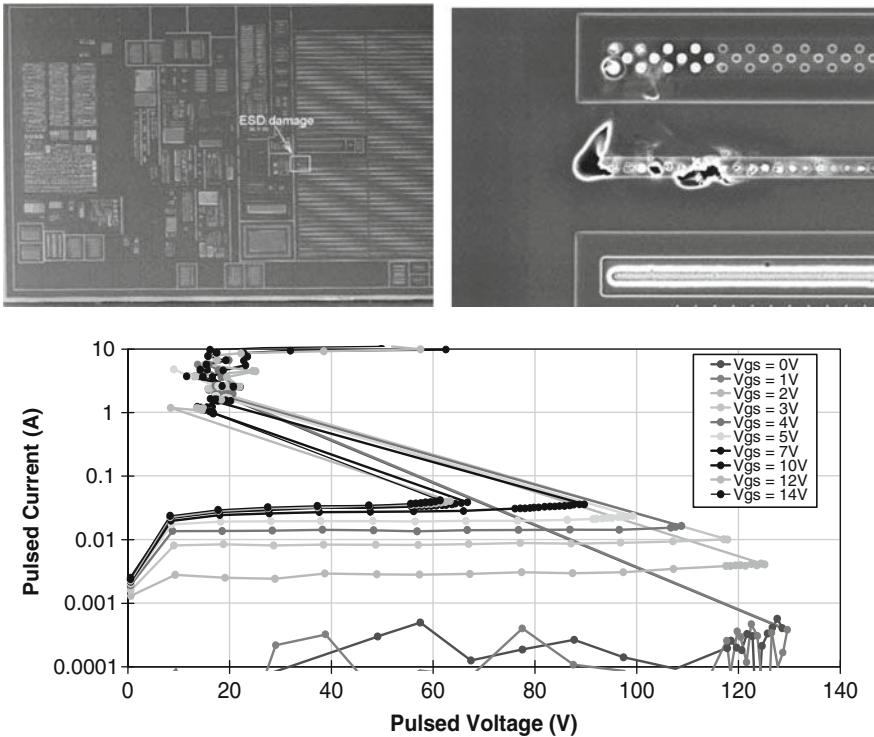 ESD damage
10
1
0.1
0.01
0.001
0.0001
Pulsed Current (A)
0
20
40
60
80
100
120
140
Pulsed Voltage (V)
Vgs = 0V
Vgs = 1V
Vgs = 2V
Vgs = 3V
Vgs = 4V
Vgs = 5V
Vgs = 7V
Vgs = 10V
Vgs = 12V
Vgs = 14V